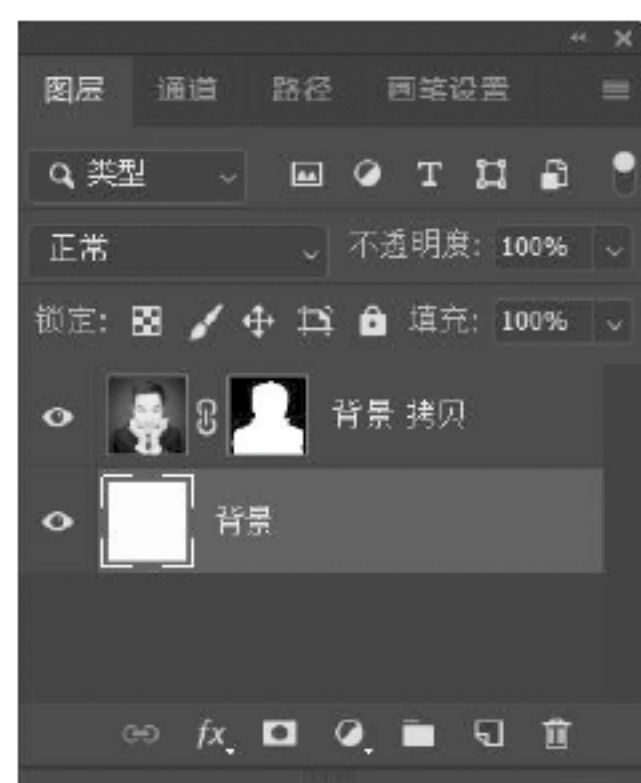 图层 通道 路径 画笔设置
类型 T
正常 不透明度: 100%
锁定: 填充: 100%
背景 拷贝
背景
fx